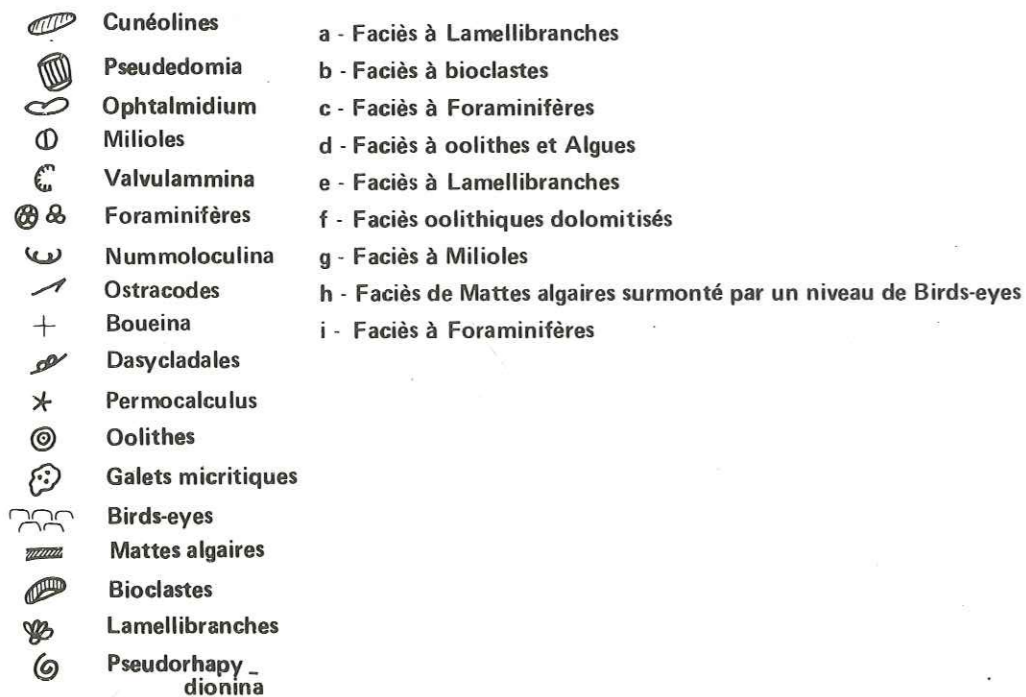 Cunéolines
Pseudedomia
Ophtalmidium
Milioles
Valvulammina
Foraminifères
Nummoloculina
Ostracodes
Boueina
Dasycladales
Permocalculus
Oolithes
Galets micritiques
Birds-eyes
Mattes algaires
Bioclastes
Lamellibranches
Pseudorhapy_
dionina
a - Faciès à Lamellibranches
b - Faciès à bioclastes
c - Faciès à Foraminifères
d - Faciès à oolithes et Algues
e - Faciès à Lamellibranches
f - Faciès oolithiques dolomitisés
g - Faciès à Milioles
h - Faciès de Mattes algaires surmonté par un niveau de Birds-eyes
i - Faciès à Foraminifères